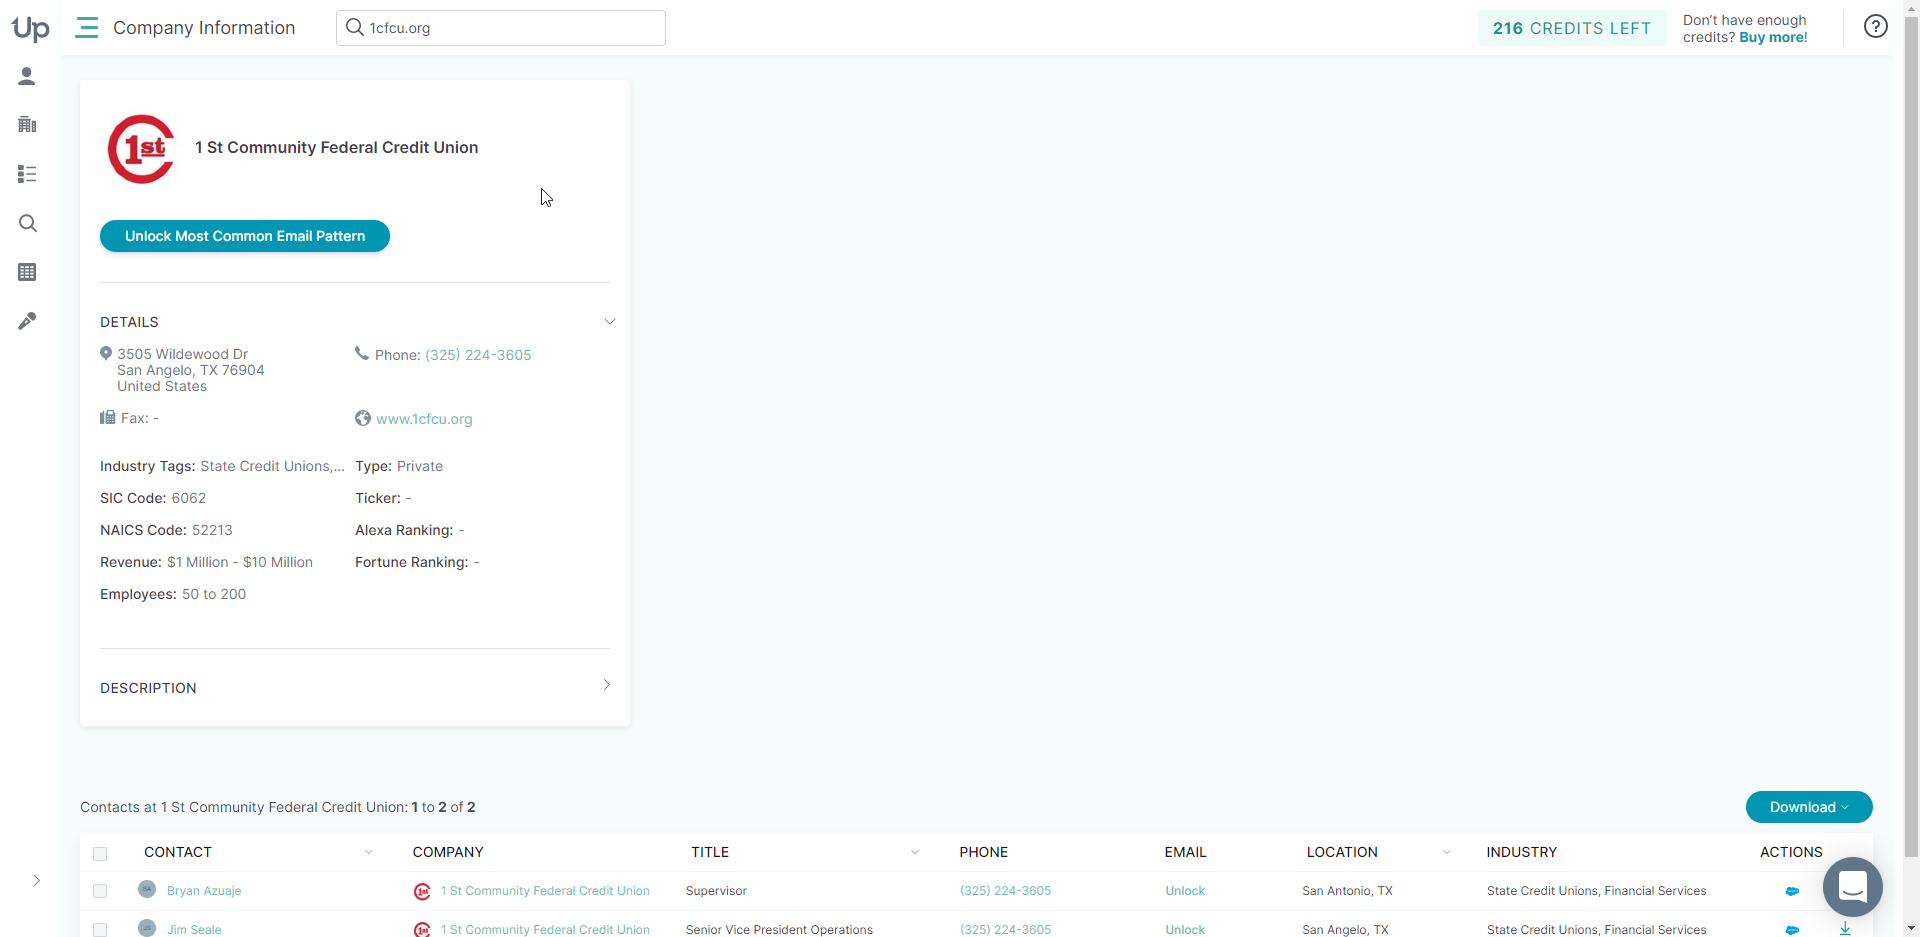 Up
Company Information
1cfcu.org
216 CREDITS LEFT
Don't have enough
credits? Buy more!
?
1st
1 St Community Federal Credit Union
Unlock Most Common Email Pattern
DETAILS
3505 Wildewood Dr
San Angelo, TX 76904
United States
Phone: (325) 224-3605
Fax: -
www.1cfcu.org
Industry Tags: State Credit Unions,... Type: Private
SIC Code: 6062 Ticker: -
NAICS Code: 52213 Alexa Ranking: -
Revenue: $1 Million - $10 Million Fortune Ranking: -
Employees: 50 to 200
DESCRIPTION
Contacts at 1 St Community Federal Credit Union: 1 to 2 of 2
Download
CONTACT COMPANY TITLE PHONE EMAIL LOCATION INDUSTRY ACTIONS
BA Bryan Azuaje 1st 1 St Community Federal Credit Union Supervisor (325) 224-3605 Unlock San Antonio, TX State Credit Unions, Financial Services
JS Jim Seale 1st 1 St Community Federal Credit Union Senior Vice President Operations (325) 224-3605 Unlock San Angelo, TX State Credit Unions, Financial Services